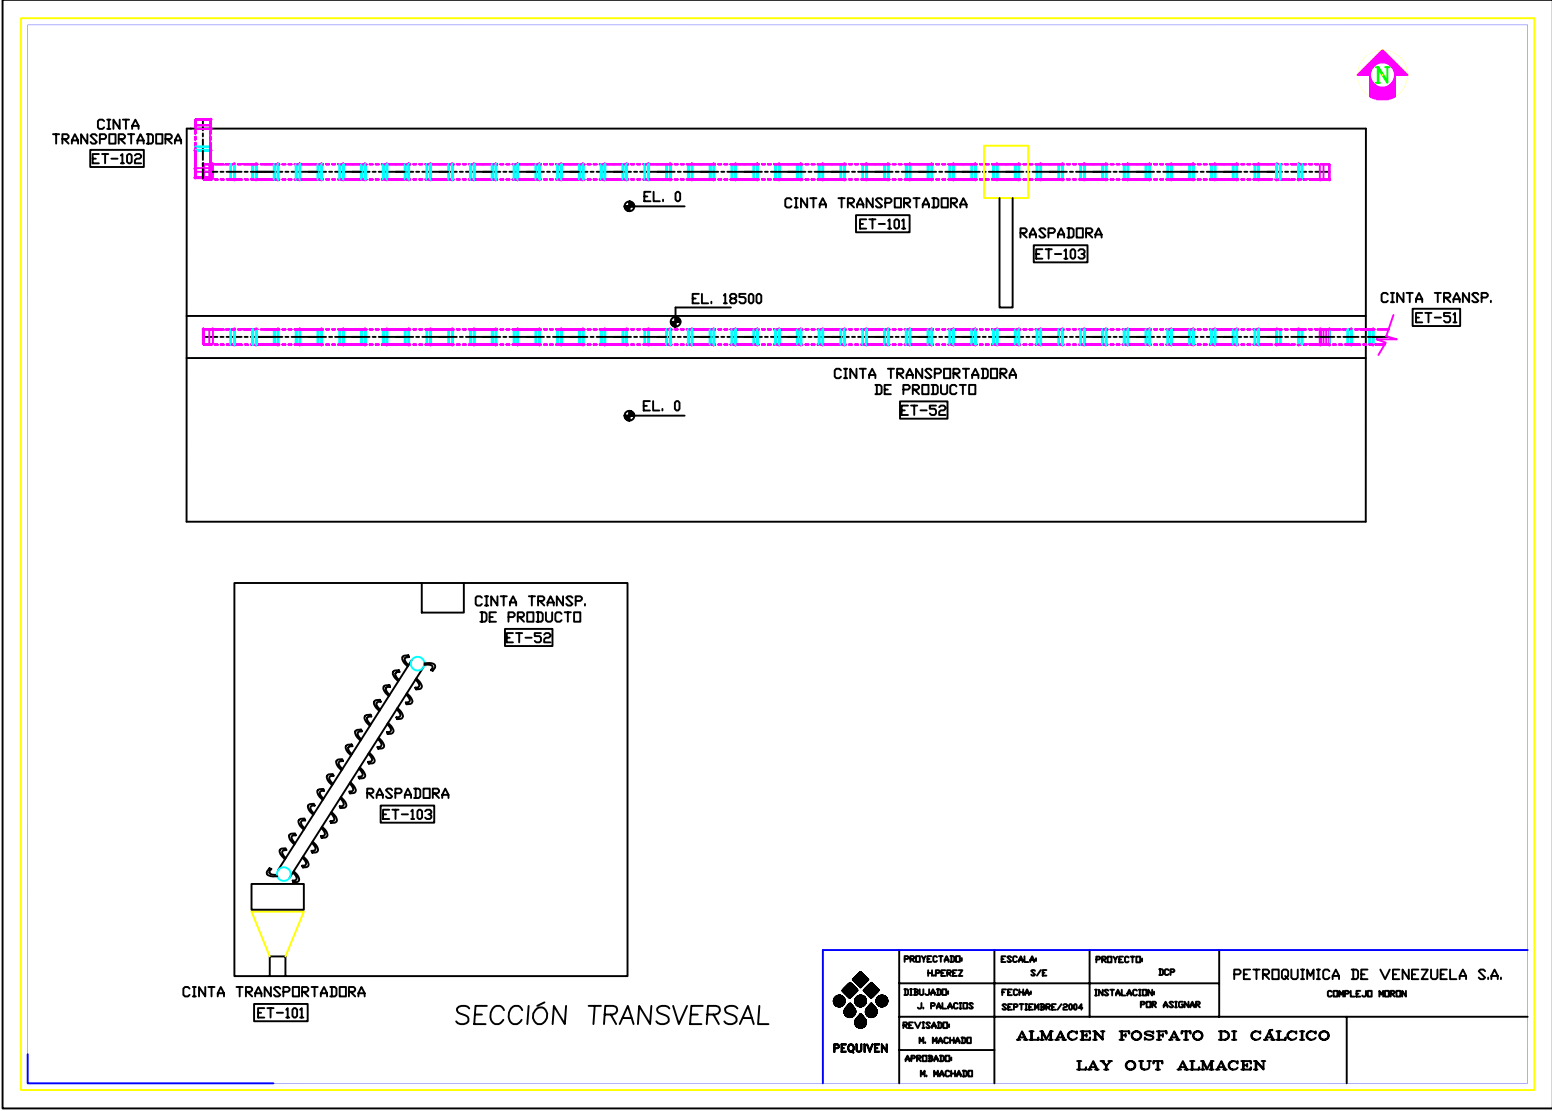 N
CINTA
TRANSPORTADORA
ET-102
EL. 0
CINTA TRANSPORTADORA
ET-101
RASPADORA
ET-103
EL. 18500
CINTA TRANSP.
ET-51
CINTA TRANSPORTADORA
DE PRODUCTO
ET-52
EL. 0
CINTA TRANSP.
DE PRODUCTO
ET-52
RASPADORA
ET-103
CINTA TRANSPORTADORA
ET-101
SECCIÓN TRANSVERSAL
PEQUIVEN
PROYECTADO:
H.PEREZ
ESCALA:
S/E
PROYECTO:
DCP
PETROQUIMICA DE VENEZUELA S.A.
COMPLEJO MORON
DIBUJADO:
J. PALACIOS
FECHA:
SEPTIEMBRE/2004
INSTALACION:
POR ASIGNAR
REVISADO:
M. MACHADO
APROBADO:
M. MACHADO
ALMACEN FOSFATO DI CÁLCICO
LAY OUT ALMACEN